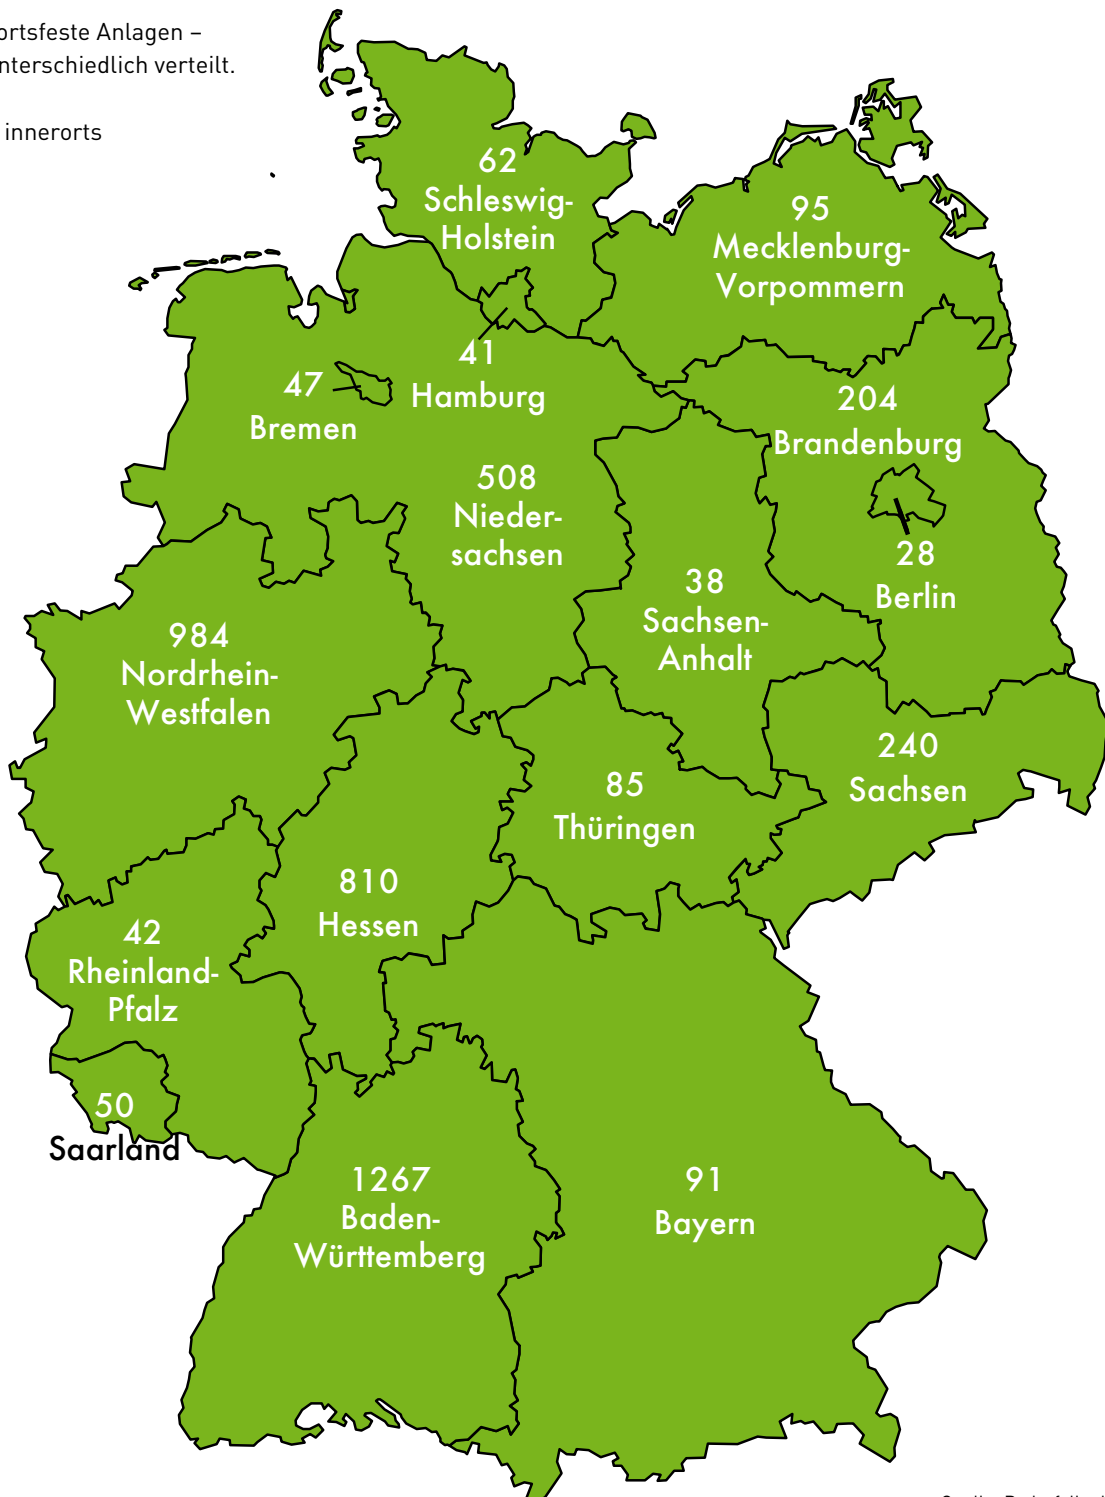 ortsfeste Anlagen –
nterschiedlich verteilt.
innerorts
62
Schleswig-
Holstein
95
Mecklenburg-
Vorpommern
41
Hamburg
47
Bremen
204
Brandenburg
508
Nieder-
sachsen
28
Berlin
38
Sachsen-
Anhalt
984
Nordrhein-
Westfalen
240
Sachsen
85
Thüringen
810
Hessen
42
Rheinland-
Pfalz
50
Saarland
1267
Baden-
Württemberg
91
Bayern